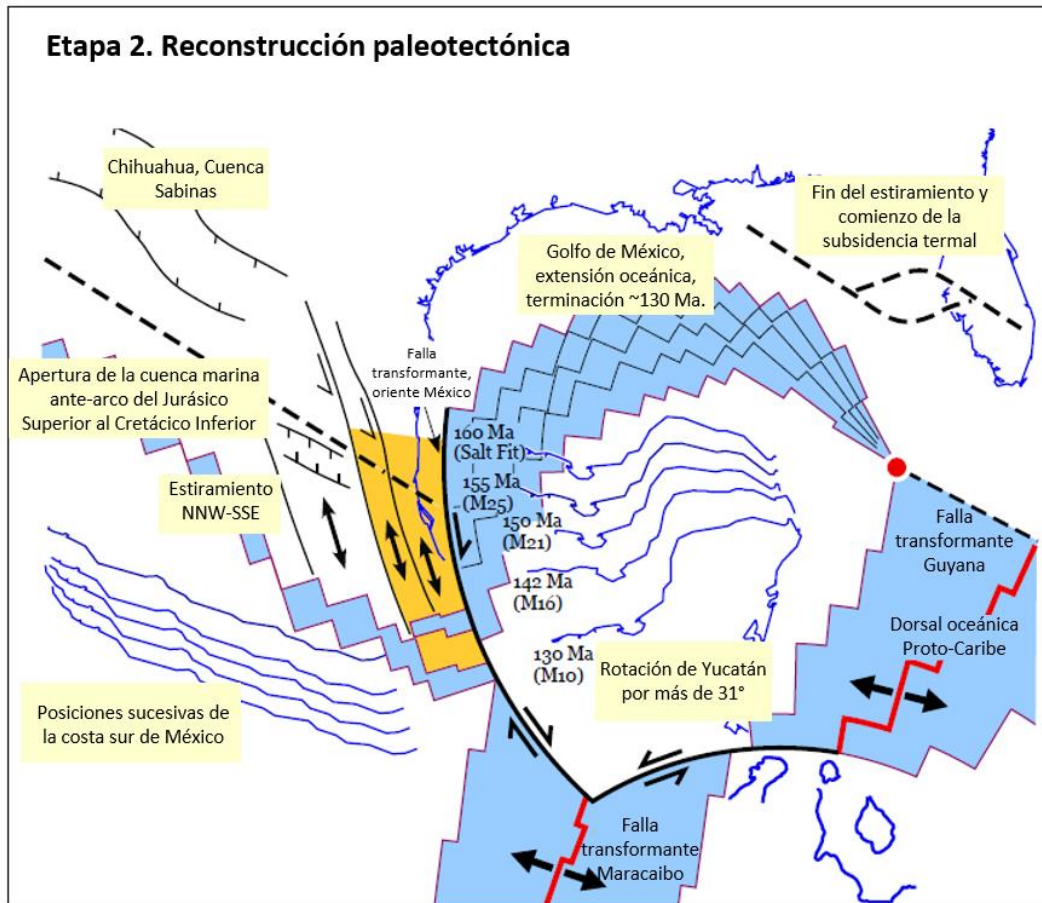 Etapa 2. Reconstrucción paleotectónica
Chihuahua, Cuenca
Sabinas
Fin del estiramiento y
comienzo de la
subsidencia termal
Golfo de México,
extensión oceánica,
terminación ~130 Ma.
Falla
transformante,
oriente México
Apertura de la cuenca marina
ante-arco del Jurásico
Superior al Cretácico Inferior
160 Ma
(Salt Fit)
155 Ma
(M25)
Estiramiento
NNW-SSE
150 Ma
(M21)
Falla
transformante
Guyana
142 Ma
(M16)
Dorsal oceánica
Proto-Caribe
130 Ma
(M10)
Rotación de Yucatán
por más de 31°
Posiciones sucesivas de
la costa sur de México
Falla
transformante
Maracaibo